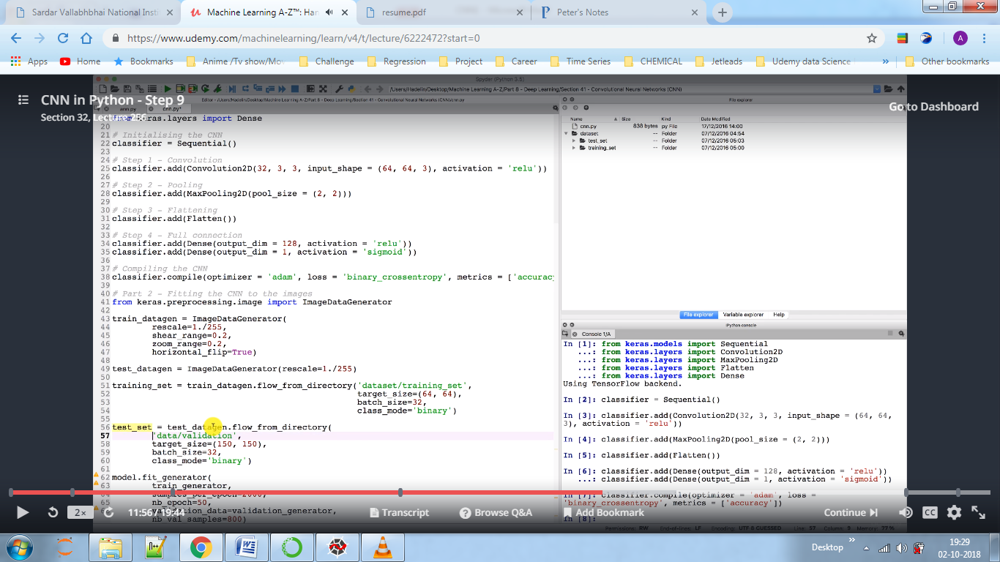 Sardar Vallabhbhai National Insti
Machine Learning A-Z™: Han
resume.pdf
Peter's Notes
https://www.udemy.com/machinelearning/learn/v4/t/lecture/6222472?start=0
A
Apps
Home
Bookmarks
Anime /Tv show/Mov
Challenge
Regression
Project
Career
Time Series
CHEMICAL
Jetleads
Udemy data Science
»
Other bookmarks
Spyder (Python 3.5)
/Users/Hadelin/Desktop/Machine Learning A-Z/Part 8 - Deep Learning/Section 41 - Convolutional Neural Networks (CNN)
CNN in Python - Step 9
Section 32, Lecture 256
Go to Dashboard
Editor - /Users/Hadelin/Desktop/Machine Learning A-Z/Part 8 - Deep Learning/Section 41 - Convolutional Neural Networks (CNN)/cnn.py
ann.py
cnn.py*
from keras.layers import Dense
20
21 # Initialising the CNN
22 classifier = Sequential()
23
24 # Step 1 - Convolution
25 classifier.add(Convolution2D(32, 3, 3, input_shape = (64, 64, 3), activation = 'relu'))
26
27 # Step 2 - Pooling
28 classifier.add(MaxPooling2D(pool_size = (2, 2)))
29
30 # Step 3 - Flattening
31 classifier.add(Flatten())
32
33 # Step 4 - Full connection
34 classifier.add(Dense(output_dim = 128, activation = 'relu'))
35 classifier.add(Dense(output_dim = 1, activation = 'sigmoid'))
36
37 # Compiling the CNN
38 classifier.compile(optimizer = 'adam', loss = 'binary_crossentropy', metrics = ['accuracy
39
40 # Part 2 - Fitting the CNN to the images
41 from keras.preprocessing.image import ImageDataGenerator
42
43 train_datagen = ImageDataGenerator(
44 rescale=1./255,
45 shear_range=0.2,
46 zoom_range=0.2,
47 horizontal_flip=True)
48
49 test_datagen = ImageDataGenerator(rescale=1./255)
50
51 training_set = train_datagen.flow_from_directory('dataset/training_set',
52 target_size=(64, 64),
53 batch_size=32,
54 class_mode='binary')
55
56 test_set = test_datagen.flow_from_directory(
57 'data/validation',
58 target_size=(150, 150),
59 batch_size=32,
60 class_mode='binary')
61
62 model.fit_generator(
63 train_generator,
64 samples_per_epoch=2000,
65 nb_epoch=50,
validation_data=validation_generator,
nb_val_samples=800)
File explorer
Name Size Kind Date Modified
cnn.py 838 bytes py File 17/12/2016 14:00
dataset -- Folder 07/12/2016 04:54
test_set -- Folder 07/12/2016 05:03
training_set -- Folder 07/12/2016 05:00
File explorer Variable explorer Help
IPython console
Console 1/A
In [1]: from keras.models import Sequential
...: from keras.layers import Convolution2D
...: from keras.layers import MaxPooling2D
...: from keras.layers import Flatten
...: from keras.layers import Dense
Using TensorFlow backend.
In [2]: classifier = Sequential()
In [3]: classifier.add(Convolution2D(32, 3, 3, input_shape = (64, 64,
3), activation = 'relu'))
In [4]: classifier.add(MaxPooling2D(pool_size = (2, 2)))
In [5]: classifier.add(Flatten())
In [6]: classifier.add(Dense(output_dim = 128, activation = 'relu'))
...: classifier.add(Dense(output_dim = 1, activation = 'sigmoid'))
In [7]: classifier.compile(optimizer = 'adam', loss =
'binary_crossentropy', metrics = ['accuracy'])
In [8]:
Permissions: RW End-of-lines: LF Encoding: UTF-8-GUESSED Line: 57 Column: 9 Memory: 77 %
2x
11:56 / 19:44
Transcript
Browse Q&A
Add Bookmark
Continue
CC
Desktop
»
19:29
02-10-2018